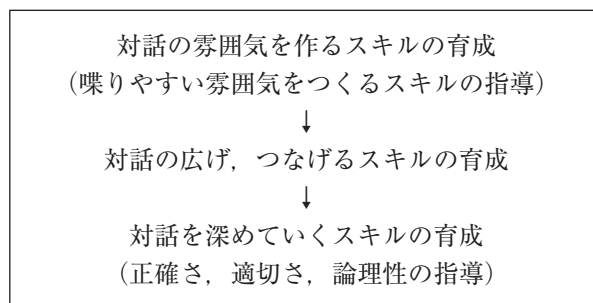 対話の雰囲気を作るスキルの育成
（喋りやすい雰囲気をつくるスキルの指導）
↓
対話の広げ，つなげるスキルの育成
↓
対話を深めていくスキルの育成
（正確さ，適切さ，論理性の指導）